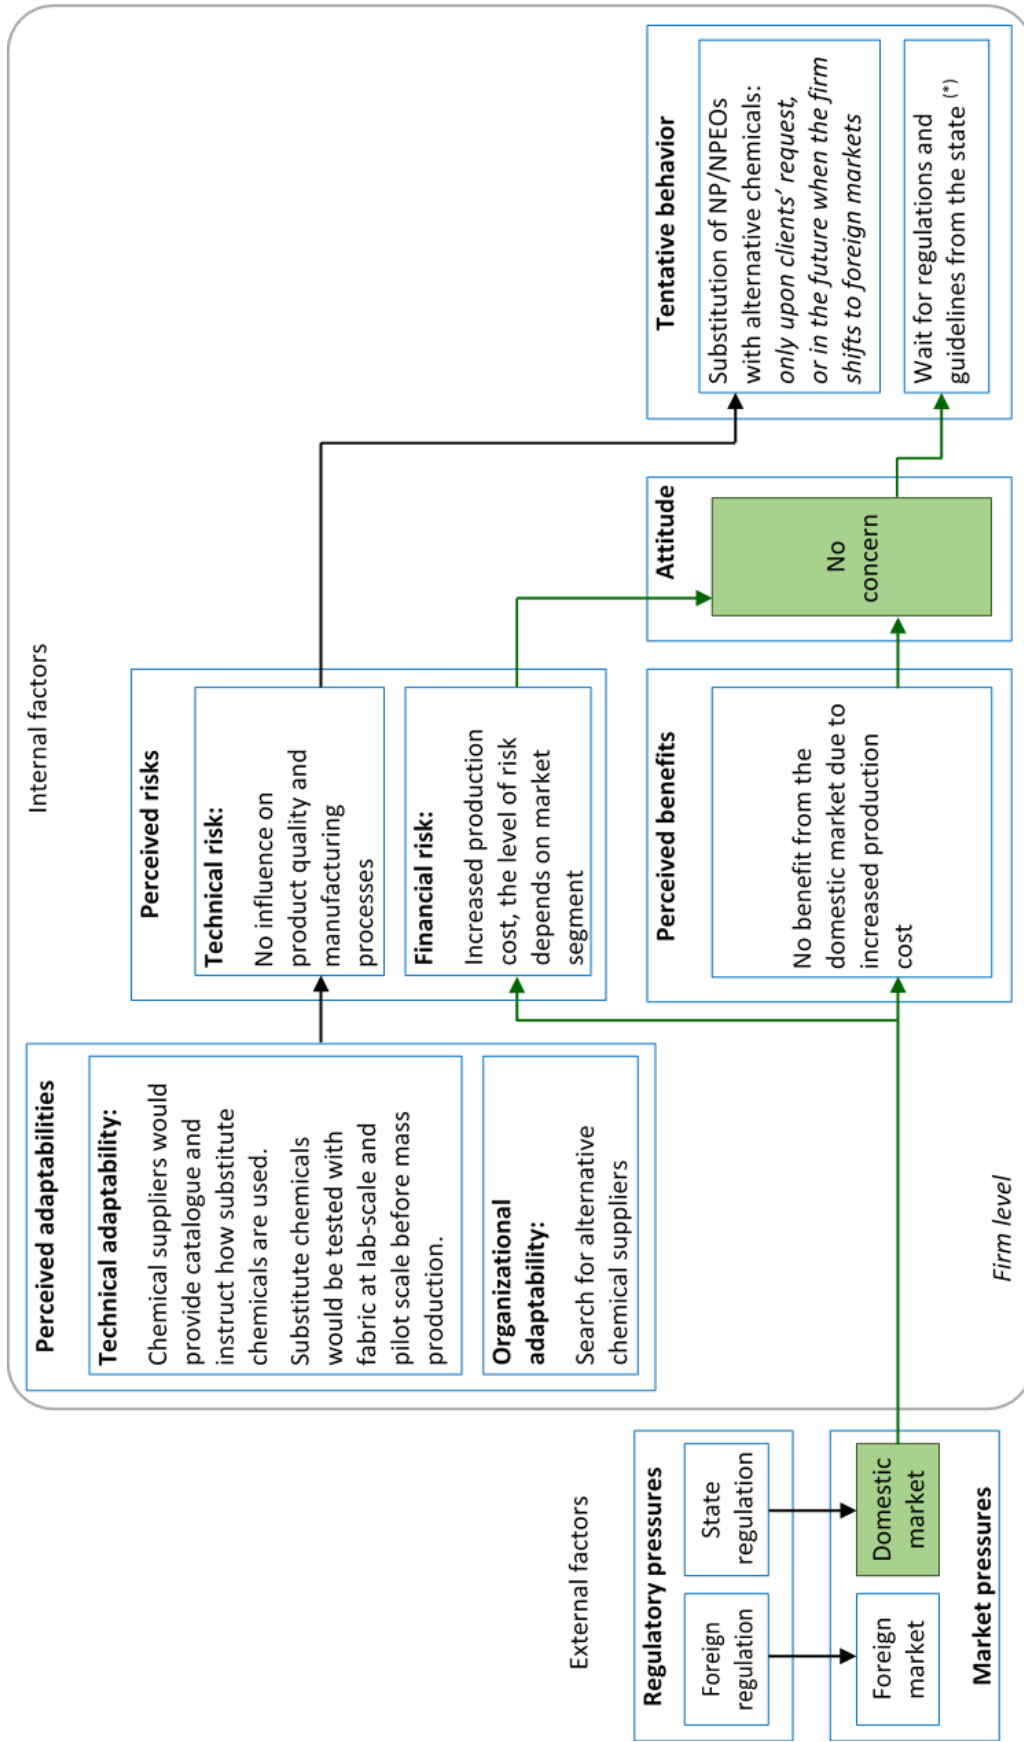 Internal factors
Perceived adaptabilities
Technical adaptability:
Chemical suppliers would
provide catalogue and
instruct how substitute
chemicals are used.
Substitute chemicals
would be tested with
fabric at lab-scale and
pilot scale before mass
production.
Organizational
adaptability:
Search for alternative
chemical suppliers
Perceived risks
Technical risk:
No influence on
product quality and
manufacturing
processes
Financial risk:
Increased production
cost, the level of risk
depends on market
segment
Perceived benefits
No benefit from the
domestic market due to
increased production
cost
Attitude
No
concern
Tentative behavior
Substitution of NP/NPEOs
with alternative chemicals:
only upon clients' request,
or in the future when the firm
shifts to foreign markets
Wait for regulations and
guidelines from the state (*)
Firm level
External factors
Regulatory pressures
Foreign
regulation
State
regulation
Foreign
market
Domestic
market
Market pressures